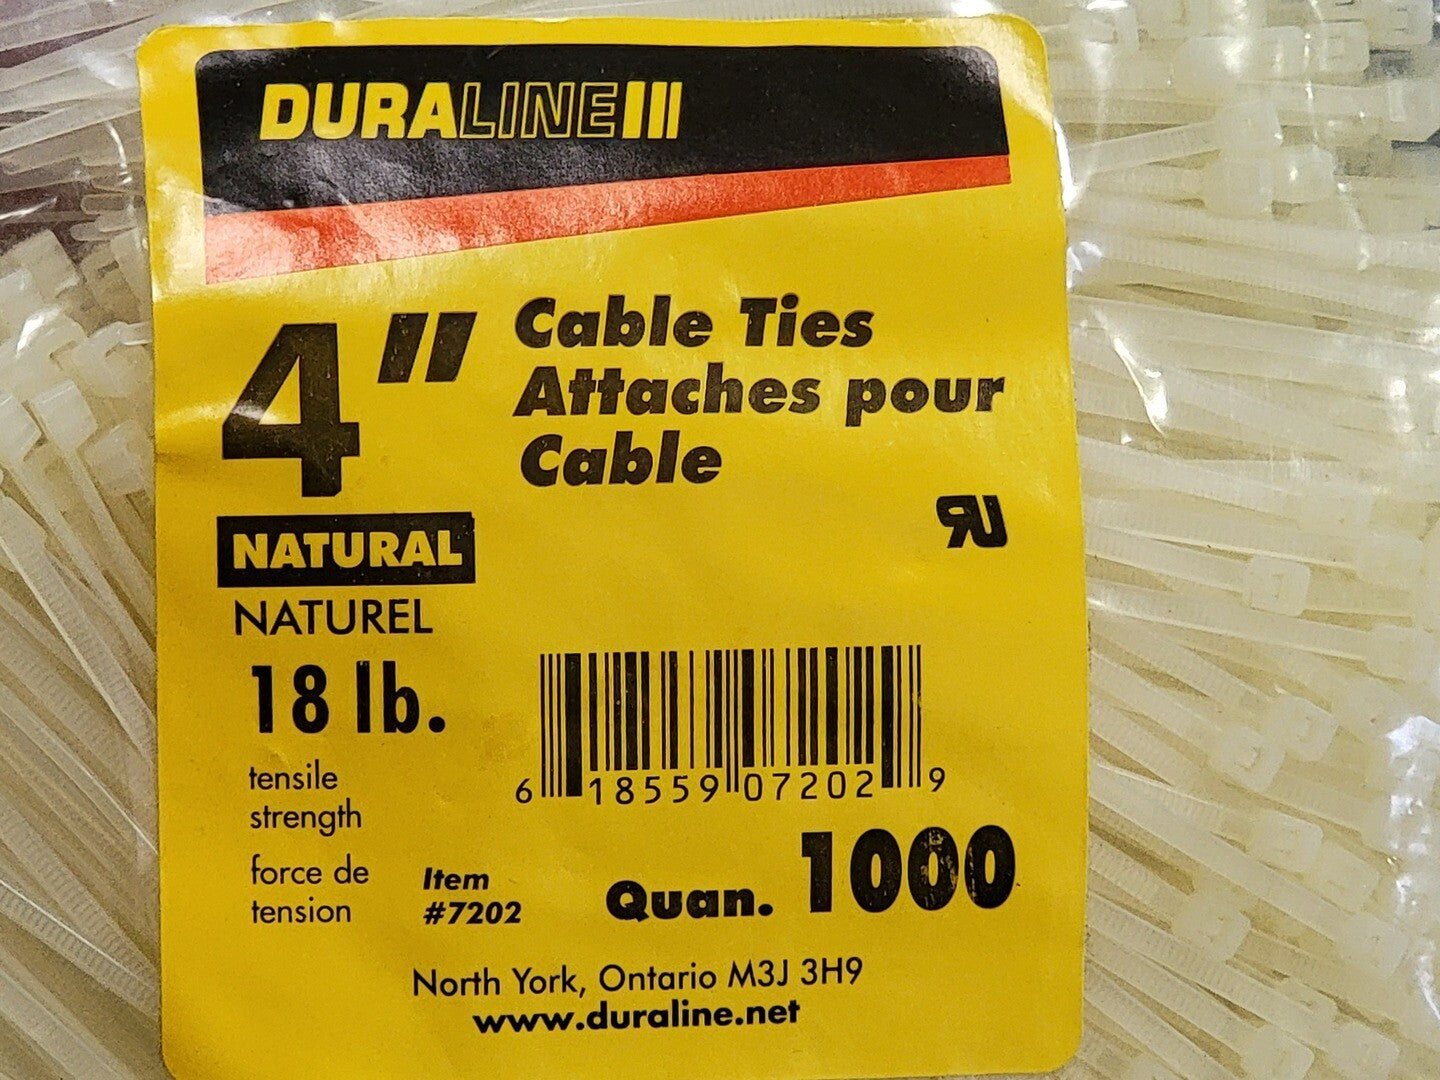 DURALINE
4" Cable Ties
Attaches pour
Cable
NATURAL
NATUREL
18 lb.
tensile
strength
force de
tension
Item
#7202
6 18559 07202 9
Quan. 1000
North York, Ontario M3J 3H9
www.duraline.net